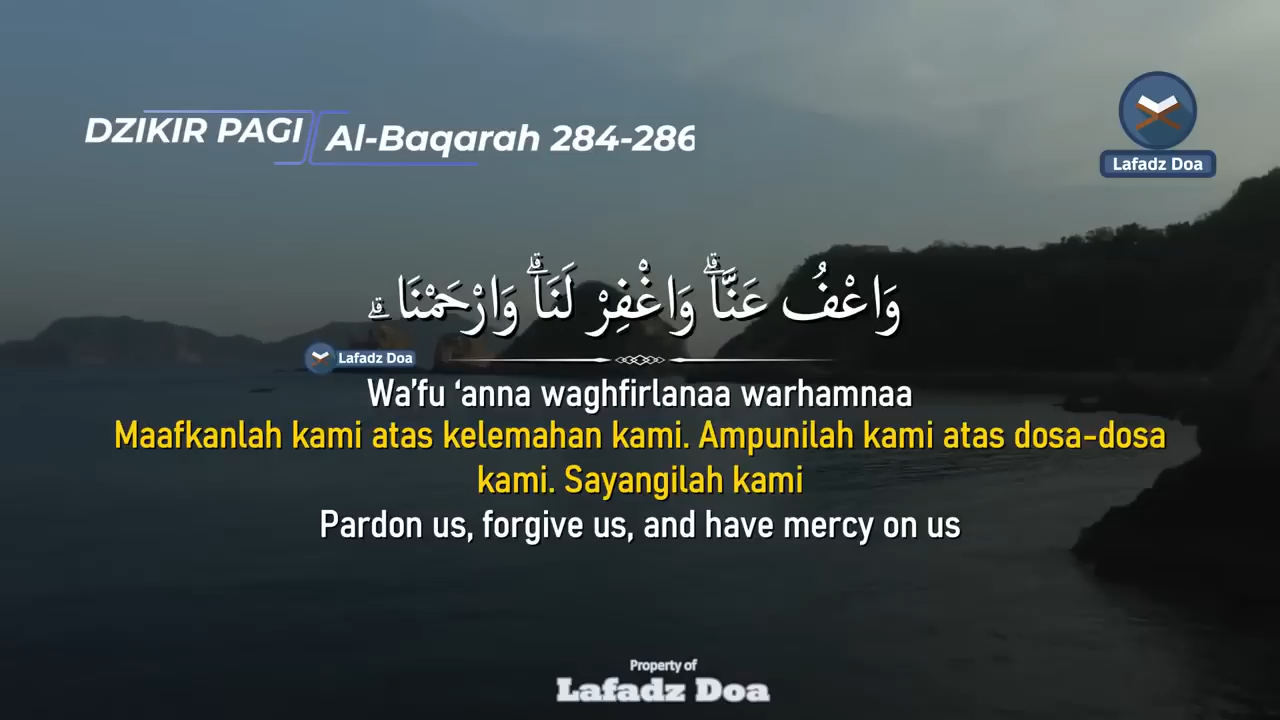 DZIKIR PAGI
Al-Baqarah 284-286
Lafadz Doa
وَاعْفُ عَنَّاۗ وَاغْفِرْ لَنَاۗ وَارْحَمْنَاۗ
Lafadz Doa
Wa’fu ‘anna waghfirlanaa warhamnaa
Maafkanlah kami atas kelemahan kami. Ampunilah kami atas dosa-dosa
kami. Sayangilah kami
Pardon us, forgive us, and have mercy on us
Property of
Lafadz Doa